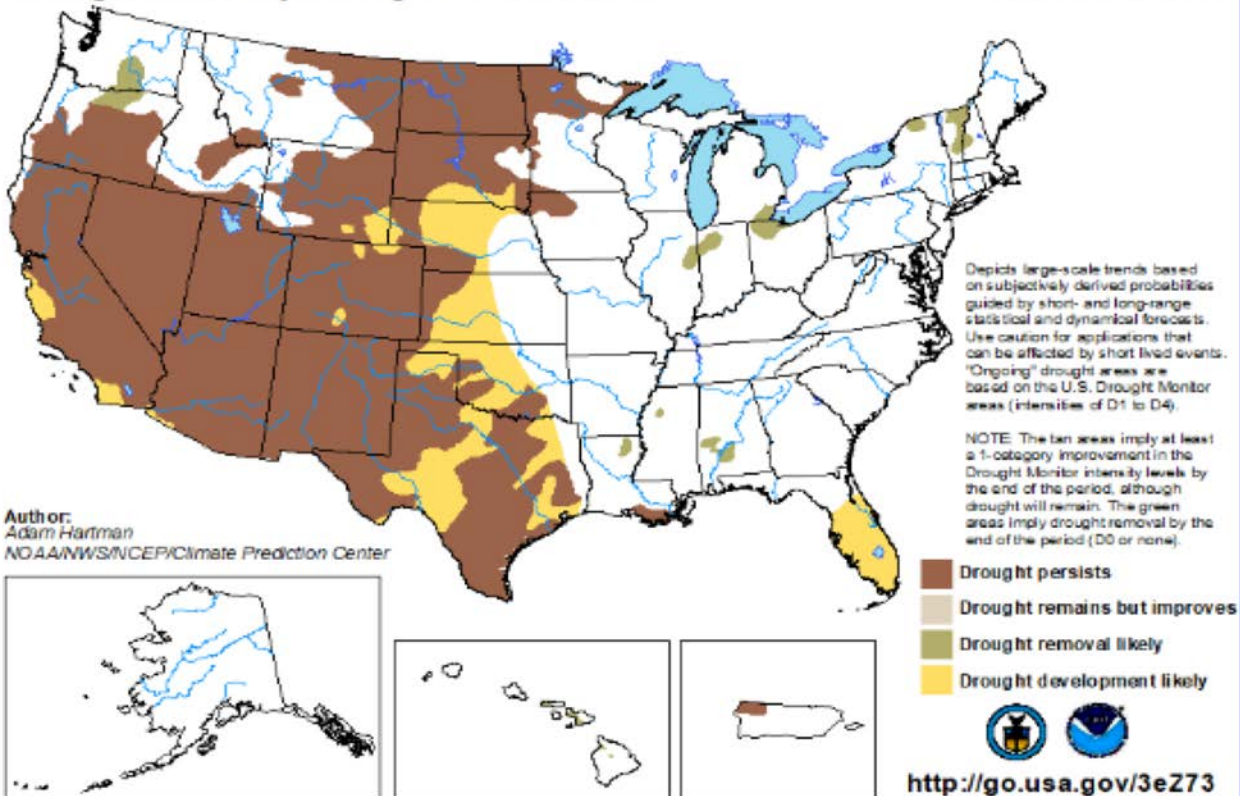 Depicts large-scale trends based
on subjectively derived probabilities
guided by short- and long-range
statistical and dynamical forecasts.
Use caution for applications that
can be affected by short lived events.
"Ongoing" drought areas are
based on the U.S. Drought Monitor
areas (intensities of D1 to D4).
NOTE: The tan areas imply at least
a 1-category improvement in the
Drought Monitor intensity levels by
the end of the period, although
drought will remain. The green
areas imply drought removal by the
end of the period (D0 or none).
Author:
Adam Hartman
NOAA/NWS/NCEP/Climate Prediction Center
Drought persists
Drought remains but improves
Drought removal likely
Drought development likely
http://go.usa.gov/3eZ73